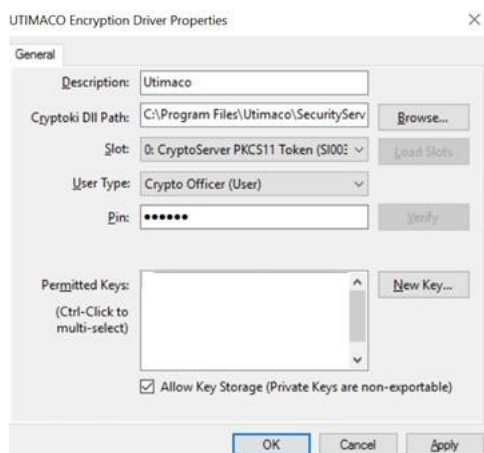 UTIMACO Encryption Driver Properties
General
Description: Utimaco
Cryptoki Dll Path: C:\Program Files\Utimaco\SecurityServ Browse...
Slot: 0: CryptoServer PKCS11 Token (SI003 Load Slots
User Type: Crypto Officer (User)
Pin: •••••• Verify
Permitted Keys: New Key...
(Ctrl-Click to
multi-select)
Allow Key Storage (Private Keys are non-exportable)
OK Cancel Apply